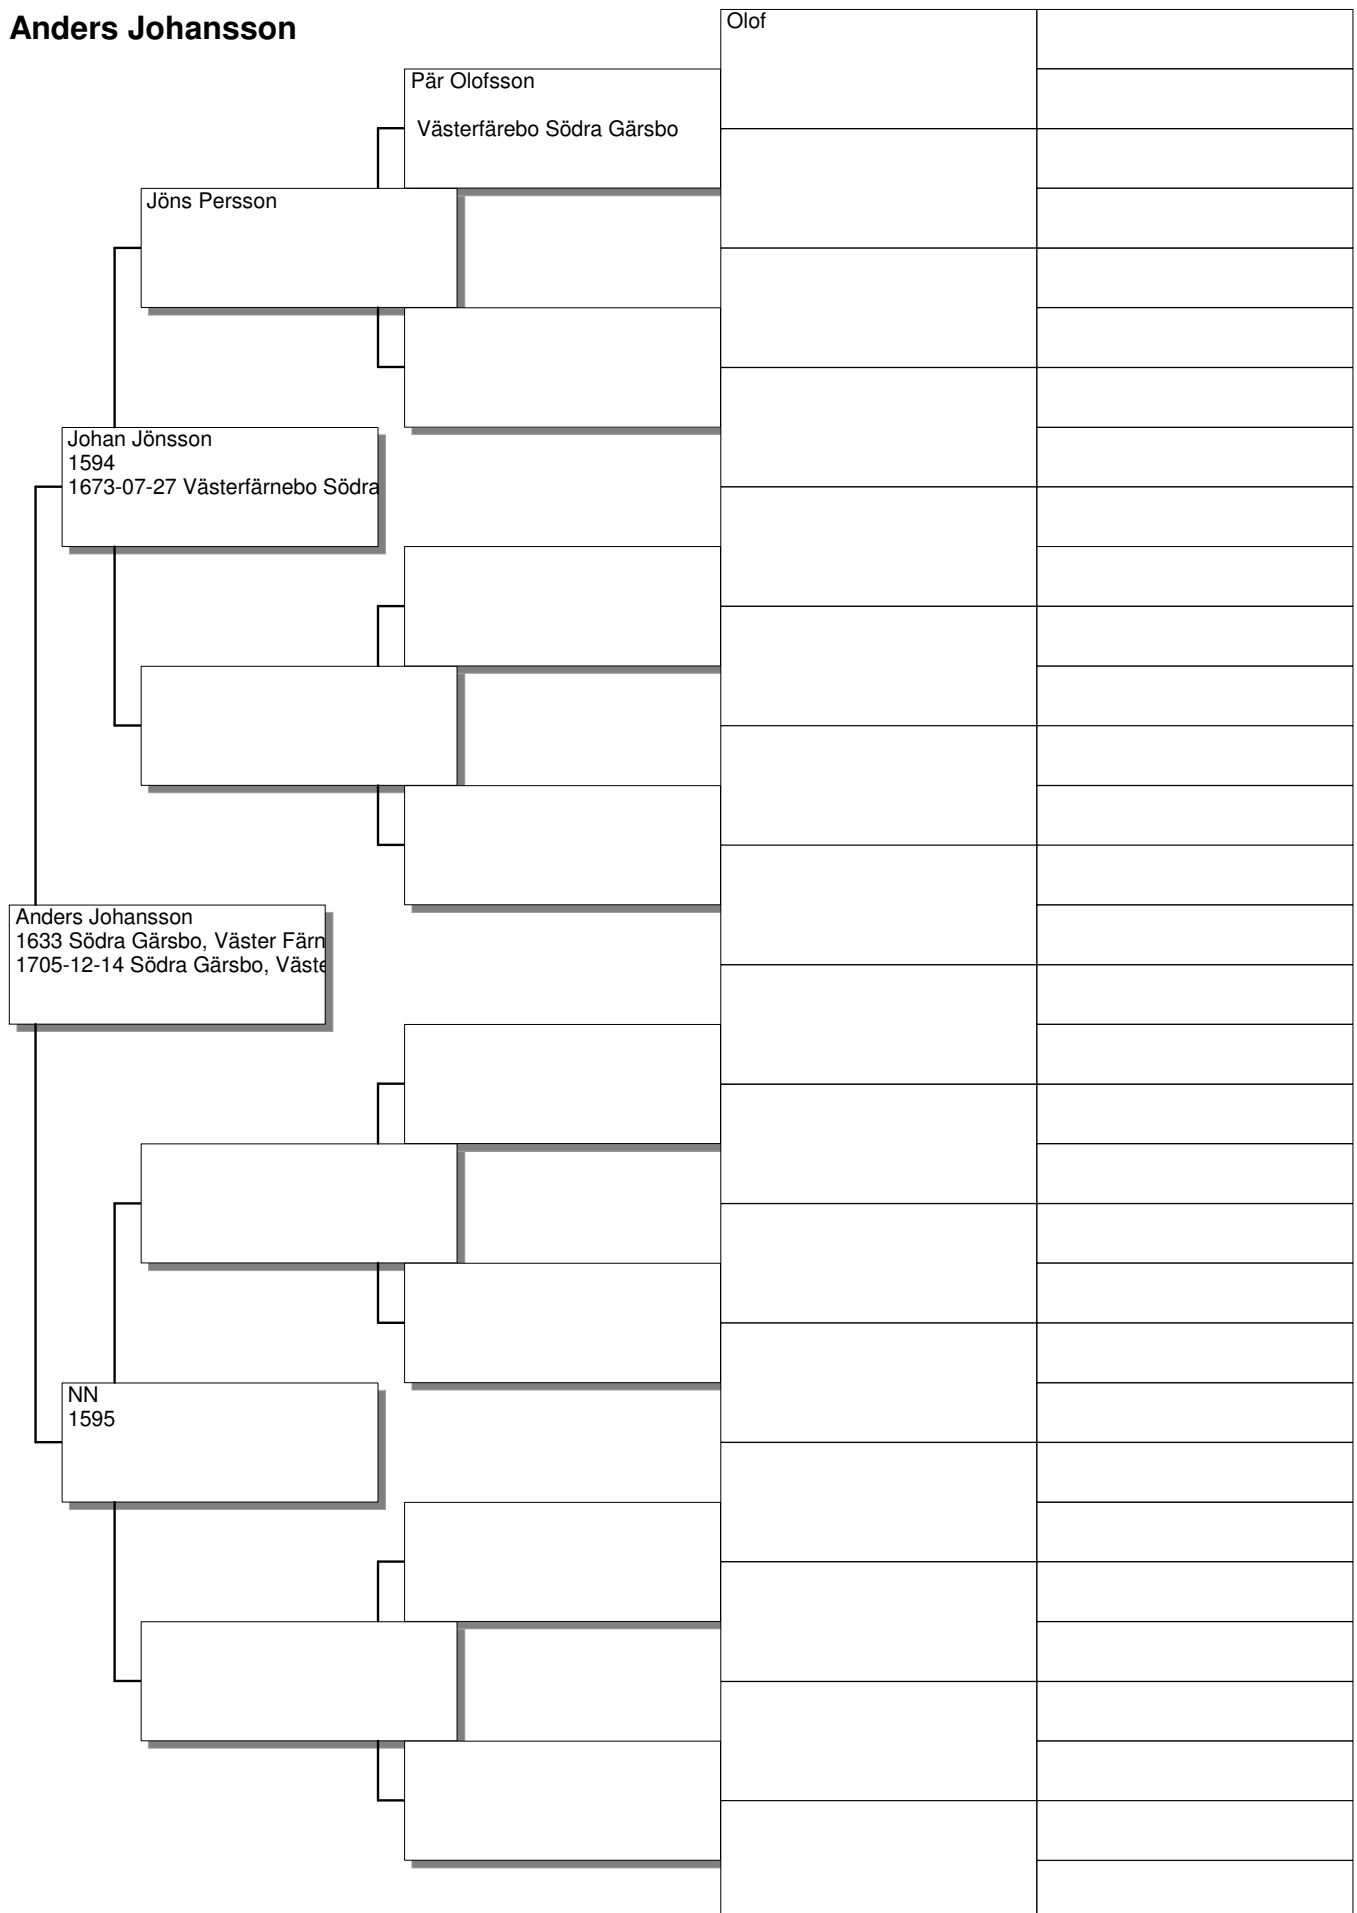 Anders Johansson
Olof
Pär Olofsson
Västerfärebo Södra Gärsbo
Jöns Persson
Johan Jönsson
1594
1673-07-27 Västerfärnebo Södra
Anders Johansson
1633 Södra Gärsbo, Väster Färn
1705-12-14 Södra Gärsbo, Väste
NN
1595